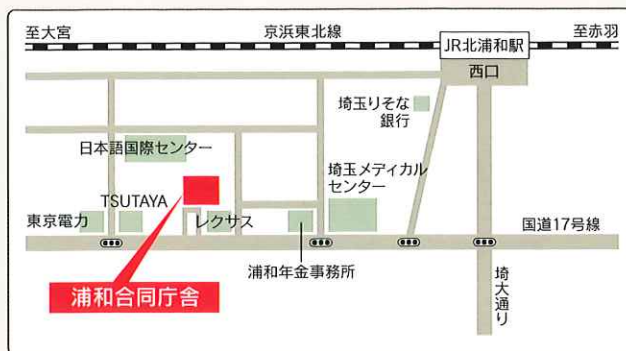 至大宮
京浜東北線
JR北浦和駅
至赤羽
西口
埼玉りそな
銀行
日本語国際センター
埼玉メディカル
センター
TSUTAYA
東京電力
レクサス
国道17号線
浦和年金事務所
浦和合同庁舎
埼大通り